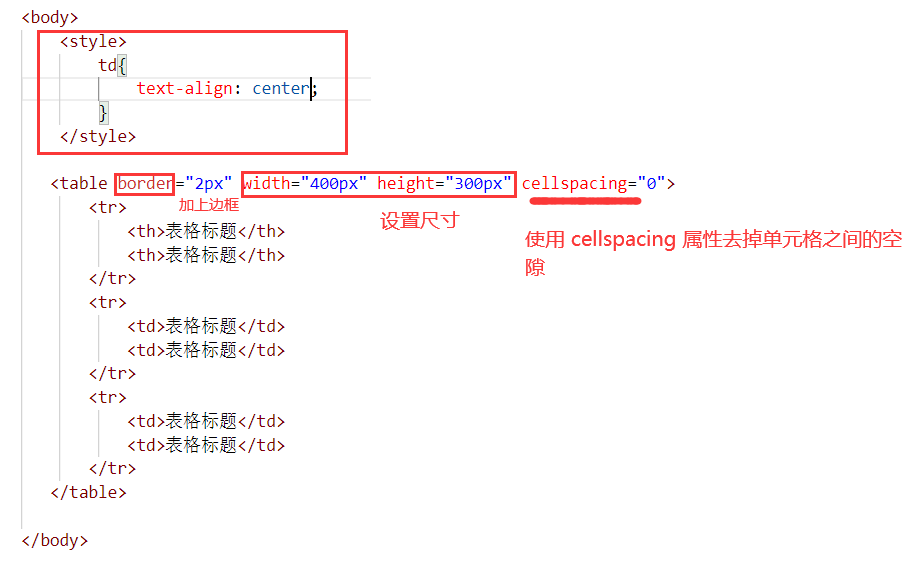 <body>
<style>
td{
text-align: center;
}
</style>
<table border="2px" width="400px" height="300px" cellspacing="0">
<tr>
加上边框
设置尺寸
<th>表格标题</th>
使用 cellspacing 属性去掉单元格之间的空
隙
<th>表格标题</th>
</tr>
<tr>
<td>表格标题</td>
<td>表格标题</td>
</tr>
<tr>
<td>表格标题</td>
<td>表格标题</td>
</tr>
</table>
</body>